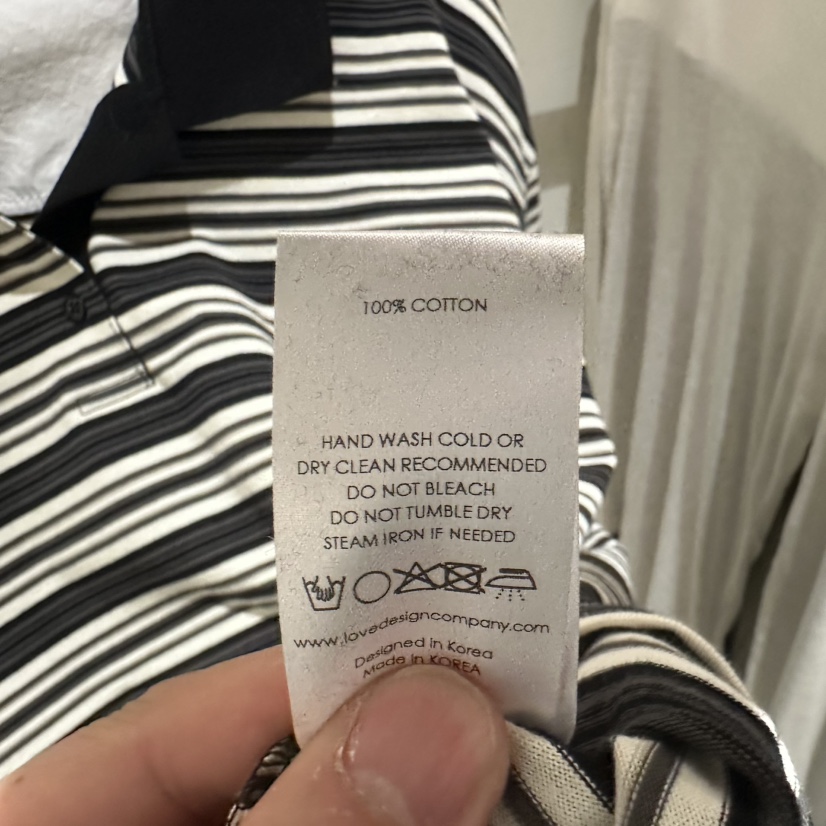 100% COTTON
HAND WASH COLD OR
DRY CLEAN RECOMMENDED
DO NOT BLEACH
DO NOT TUMBLE DRY
STEAM IRON IF NEEDED
www.lovedesigncompany.com
Designed in Korea
Made in KOREA